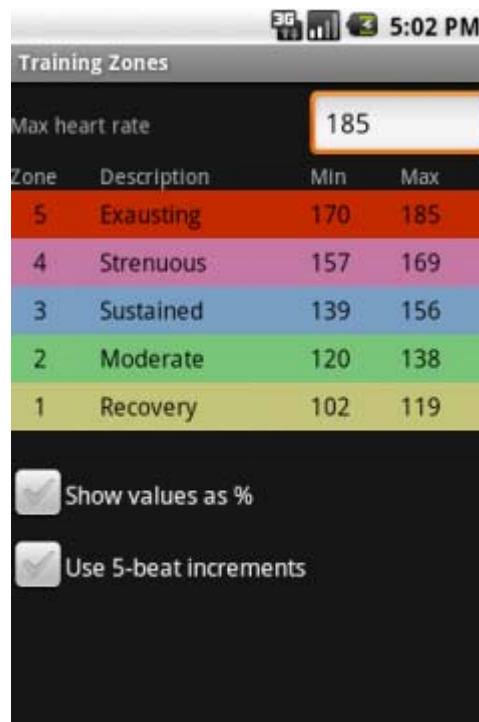 3G 5:02 PM
Training Zones
Max heart rate 185
Zone Description Min Max
5 Exausting 170 185
4 Strenuous 157 169
3 Sustained 139 156
2 Moderate 120 138
1 Recovery 102 119
Show values as %
Use 5-beat increments